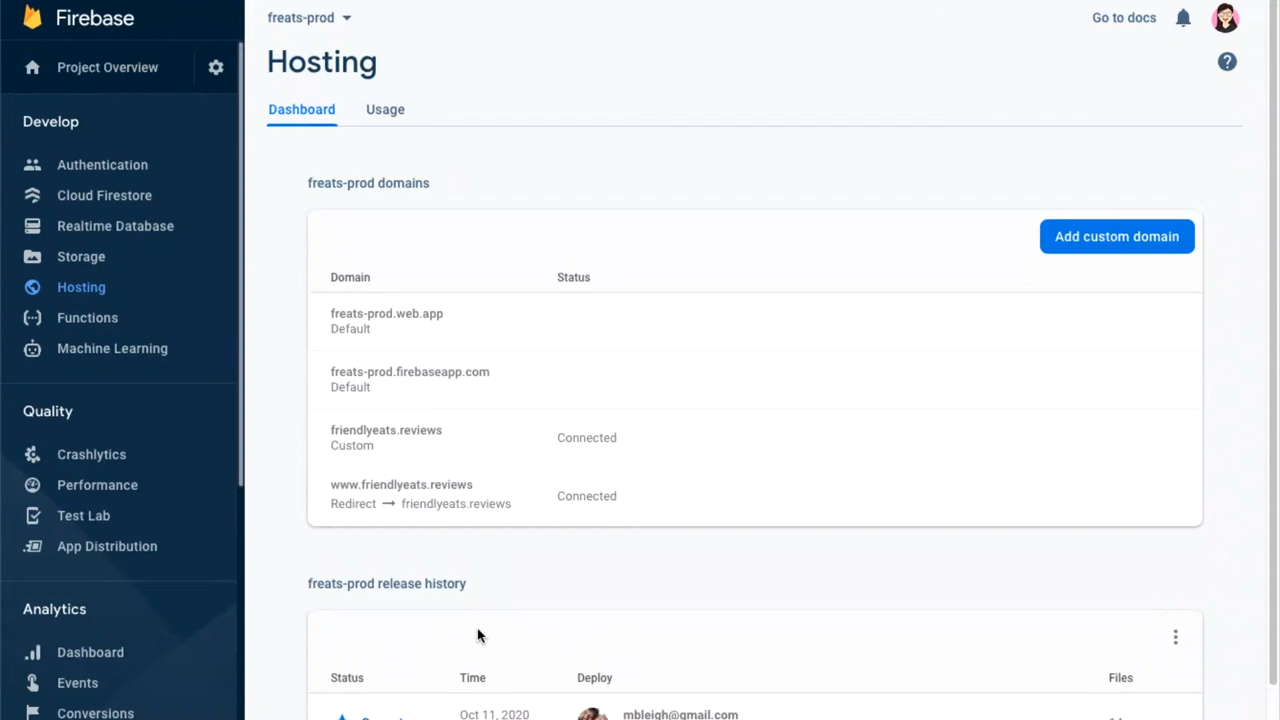 Firebase
freats-prod
Go to docs
Project Overview
Hosting
?
Dashboard
Usage
Develop
Authentication
Cloud Firestore
Realtime Database
Storage
Hosting
Functions
Machine Learning
freats-prod domains
Add custom domain
Domain
Status
freats-prod.web.app
Default
freats-prod.firebaseapp.com
Default
friendlyeats.reviews
Custom
Connected
www.friendlyeats.reviews
Redirect → friendlyeats.reviews
Connected
Quality
Crashlytics
Performance
Test Lab
App Distribution
freats-prod release history
Analytics
Dashboard
Events
Conversions
Status
Time
Deploy
Files
Oct 11, 2020
mbleigh@gmail.com